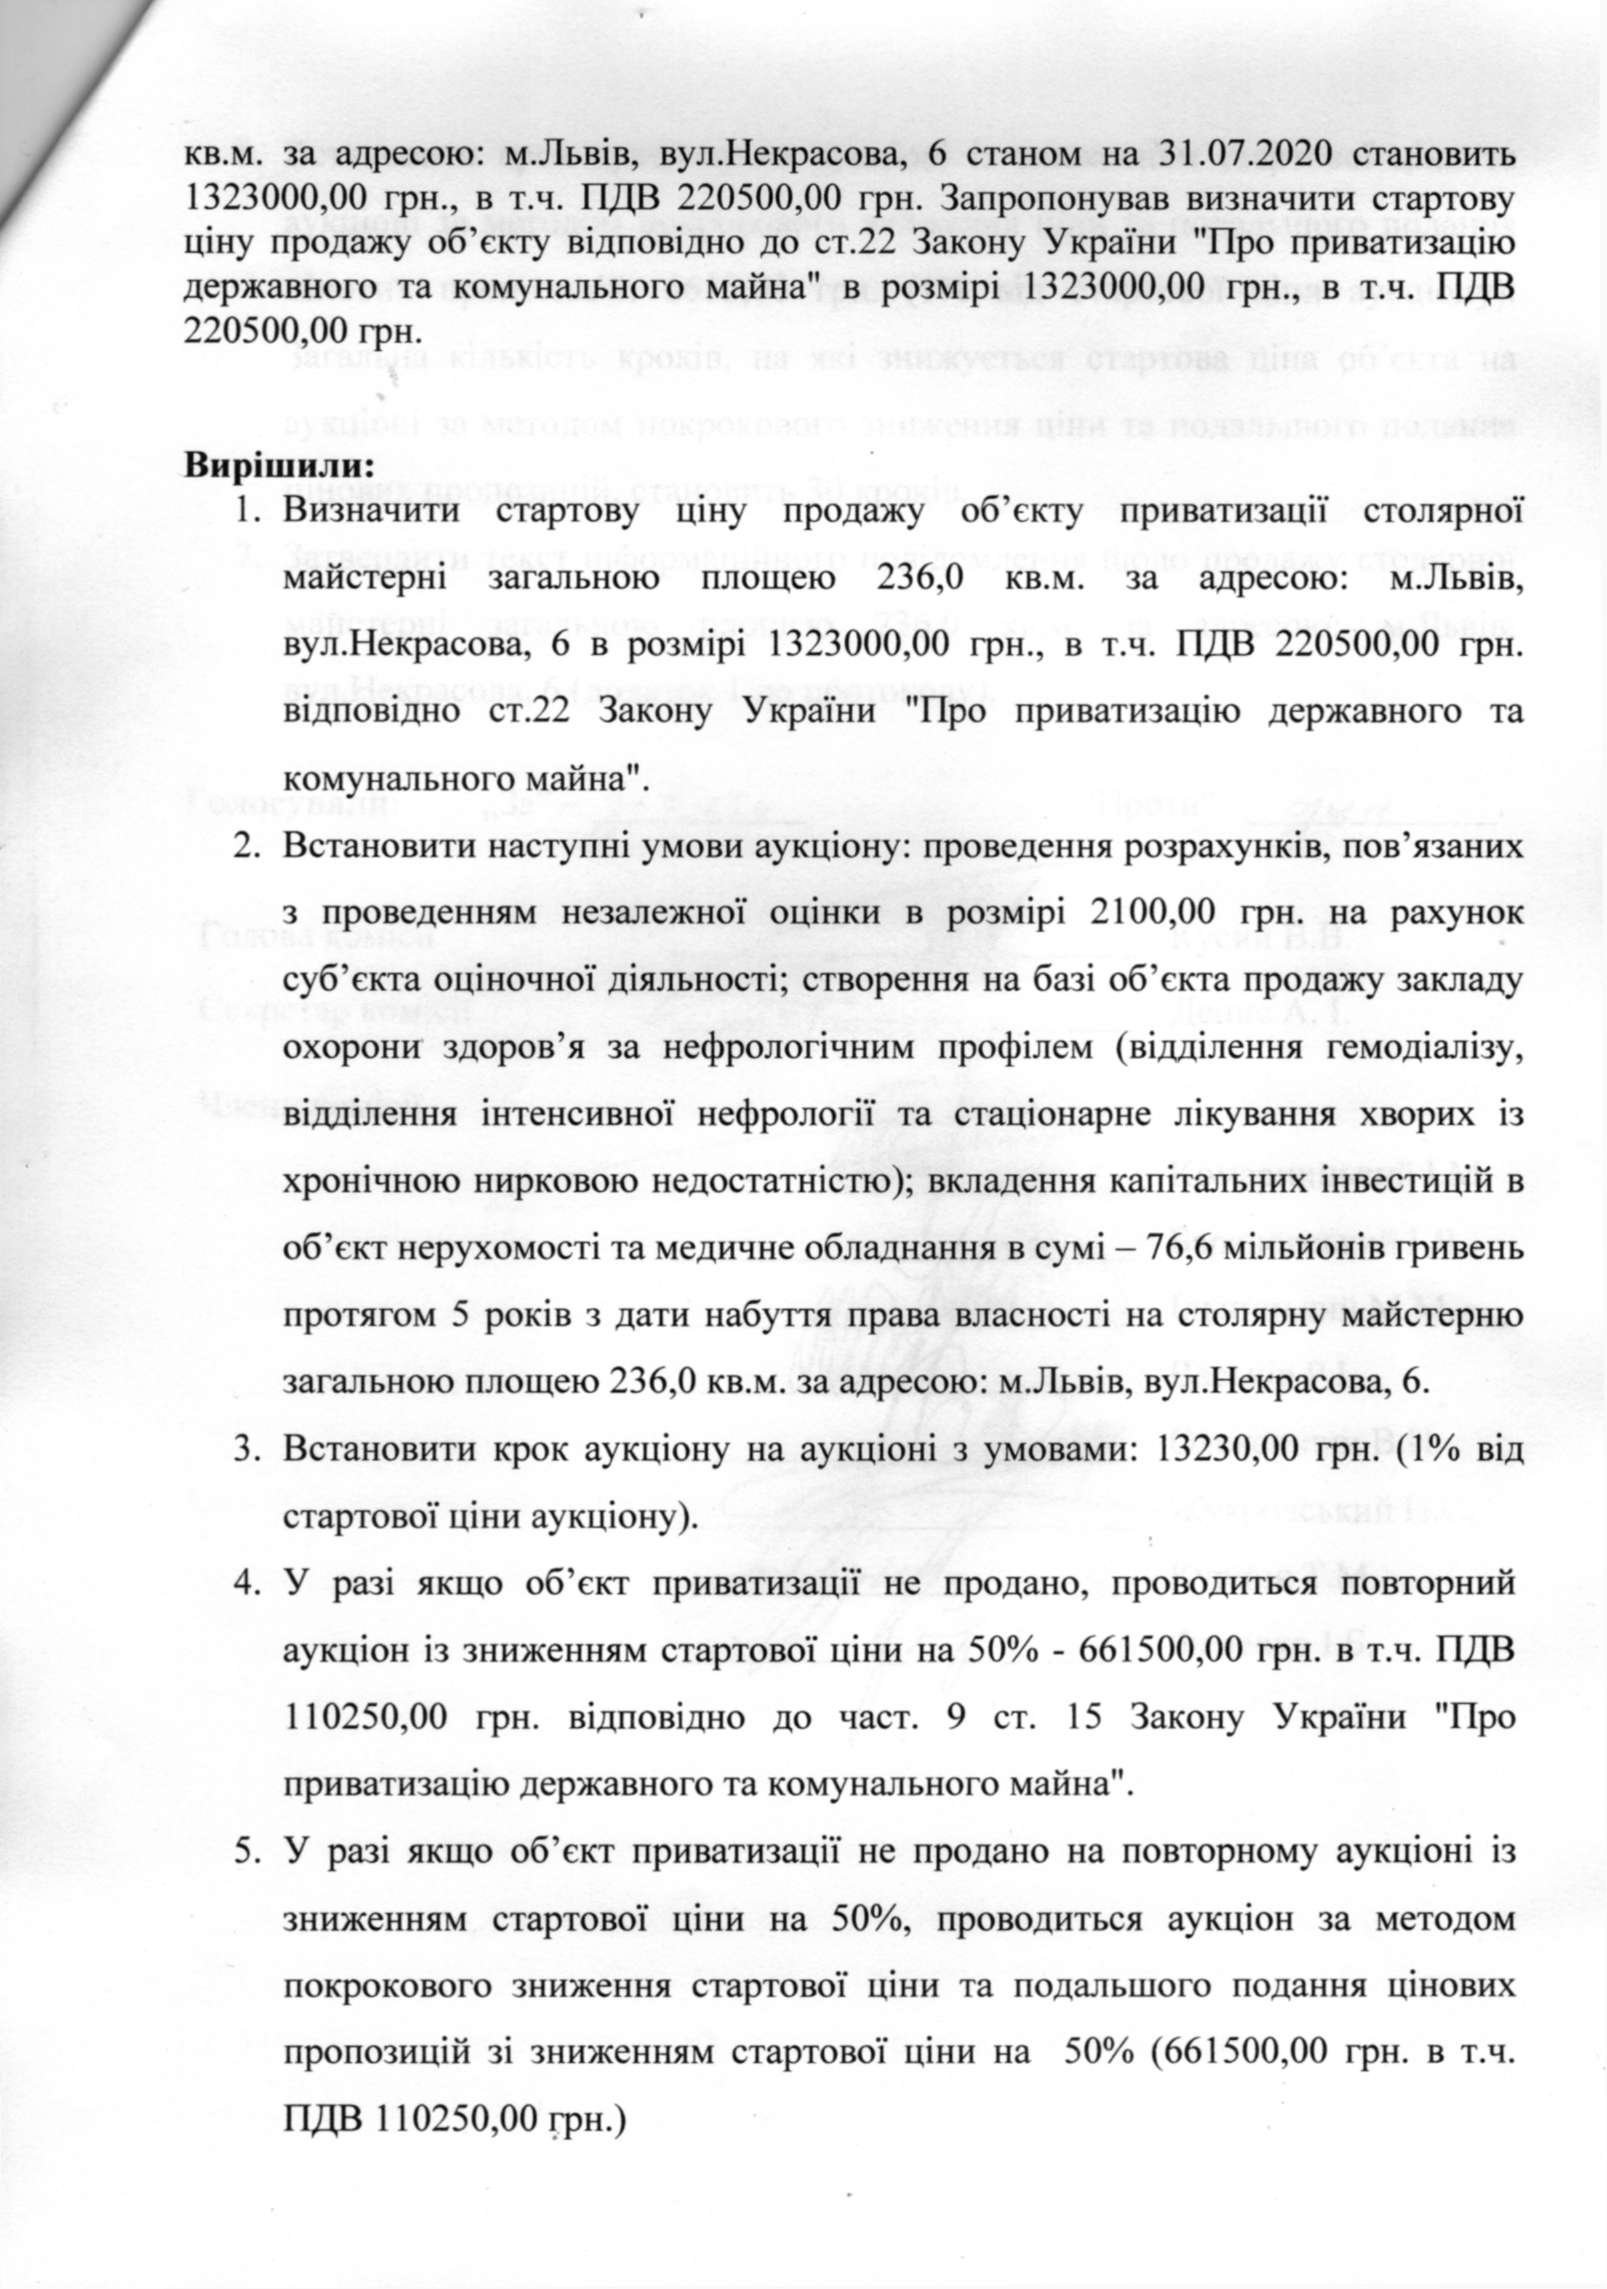 кв.м. за адресою: м.Львів, вул.Некрасова, 6 станом на 31.07.2020 становить
1323000,00 грн., в т.ч. ПДВ 220500,00 грн. Запропонував визначити стартову
ціну продажу об’єкту відповідно до ст.22 Закону України "Про приватизацію
державного та комунального майна" в розмірі 1323000,00 грн., в т.ч. ПДВ
220500,00 грн.
Вирішили:
1. Визначити стартову ціну продажу об’єкту приватизації столярної
майстерні загальною площею 236,0 кв.м. за адресою: м.Львів,
вул.Некрасова, 6 в розмірі 1323000,00 грн., в т.ч. ПДВ 220500,00 грн.
відповідно ст.22 Закону України "Про приватизацію державного та
комунального майна".
2. Встановити наступні умови аукціону: проведення розрахунків, пов’язаних
з проведенням незалежної оцінки в розмірі 2100,00 грн. на рахунок
суб’єкта оціночної діяльності; створення на базі об’єкта продажу закладу
охорони здоров’я за нефрологічним профілем (відділення гемодіалізу,
відділення інтенсивної нефрології та стаціонарне лікування хворих із
хронічною нирковою недостатністю); вкладення капітальних інвестицій в
об’єкт нерухомості та медичне обладнання в сумі – 76,6 мільйонів гривень
протягом 5 років з дати набуття права власності на столярну майстерню
загальною площею 236,0 кв.м. за адресою: м.Львів, вул.Некрасова, 6.
3. Встановити крок аукціону на аукціоні з умовами: 13230,00 грн. (1% від
стартової ціни аукціону).
4. У разі якщо об’єкт приватизації не продано, проводиться повторний
аукціон із зниженням стартової ціни на 50% - 661500,00 грн. в т.ч. ПДВ
110250,00 грн. відповідно до част. 9 ст. 15 Закону України "Про
приватизацію державного та комунального майна".
5. У разі якщо об’єкт приватизації не продано на повторному аукціоні із
зниженням стартової ціни на 50%, проводиться аукціон за методом
покрокового зниження стартової ціни та подальшого подання цінових
пропозицій зі зниженням стартової ціни на 50% (661500,00 грн. в т.ч.
ПДВ 110250,00 грн.)